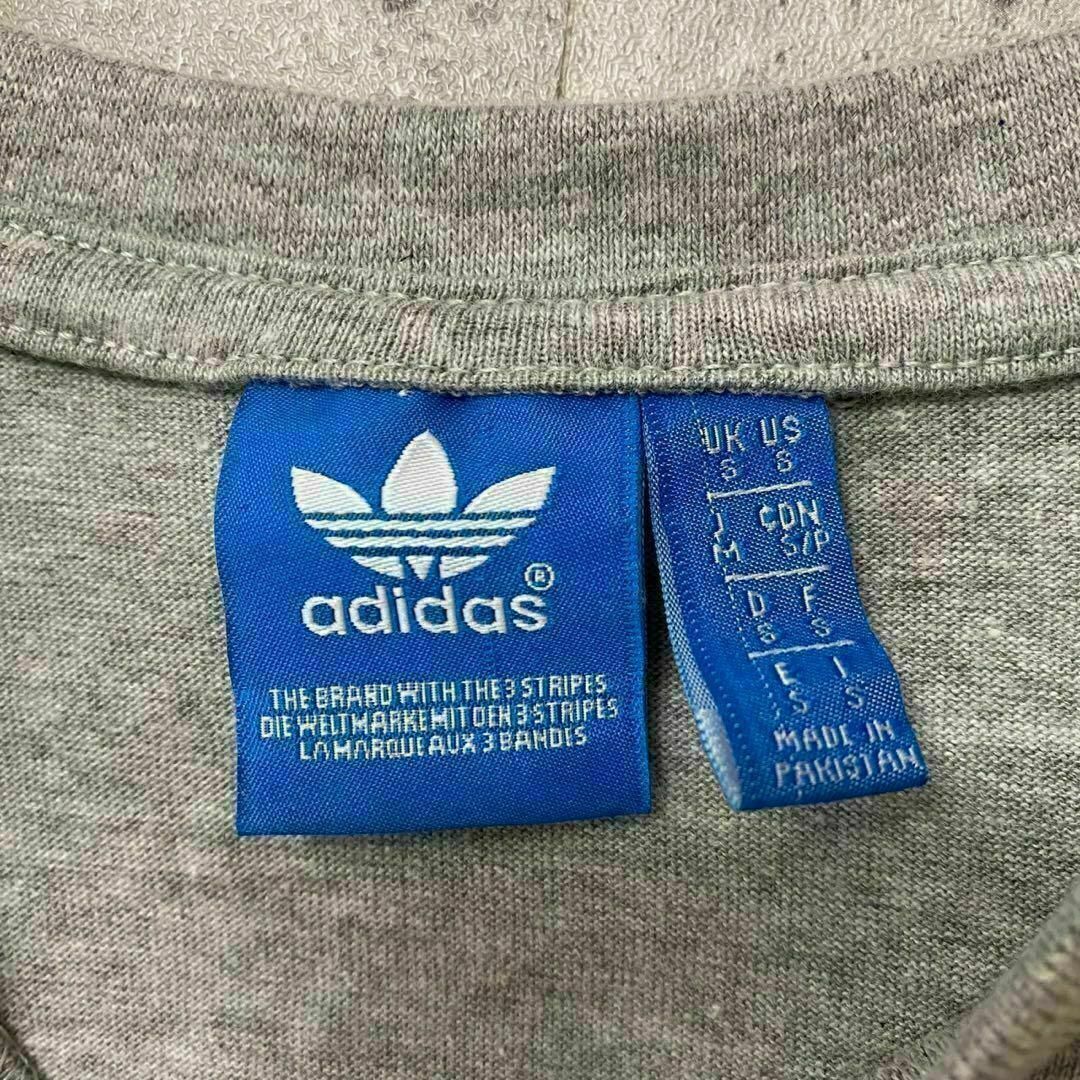 adidas®
THE BRAND WITH THE 3 STRIPES
DIE WELTMARKE MIT DEN 3 STRIPES
LA MARQUE AUX 3 BANDES
UK US
S S
J CDN
M S/P
D F
S S
E I
S S
MADE IN
PAKISTAN